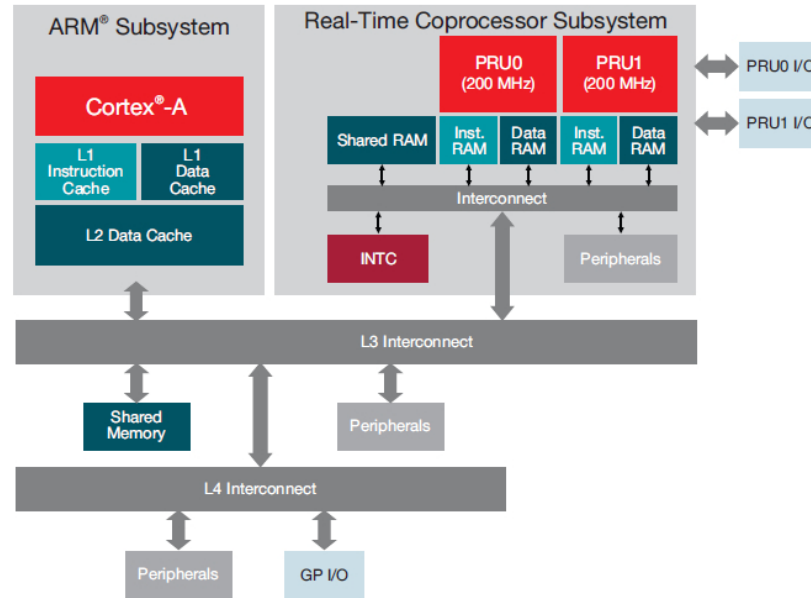 ARM® Subsystem
Real-Time Coprocessor Subsystem
Cortex®-A
L1
Instruction
Cache
L1
Data
Cache
L2 Data Cache
PRU0
(200 MHz)
PRU1
(200 MHz)
PRU0 I/O
PRU1 I/O
Shared RAM
Inst.
RAM
Data
RAM
Inst.
RAM
Data
RAM
Interconnect
INTC
Peripherals
L3 Interconnect
Shared
Memory
Peripherals
L4 Interconnect
Peripherals
GP I/O